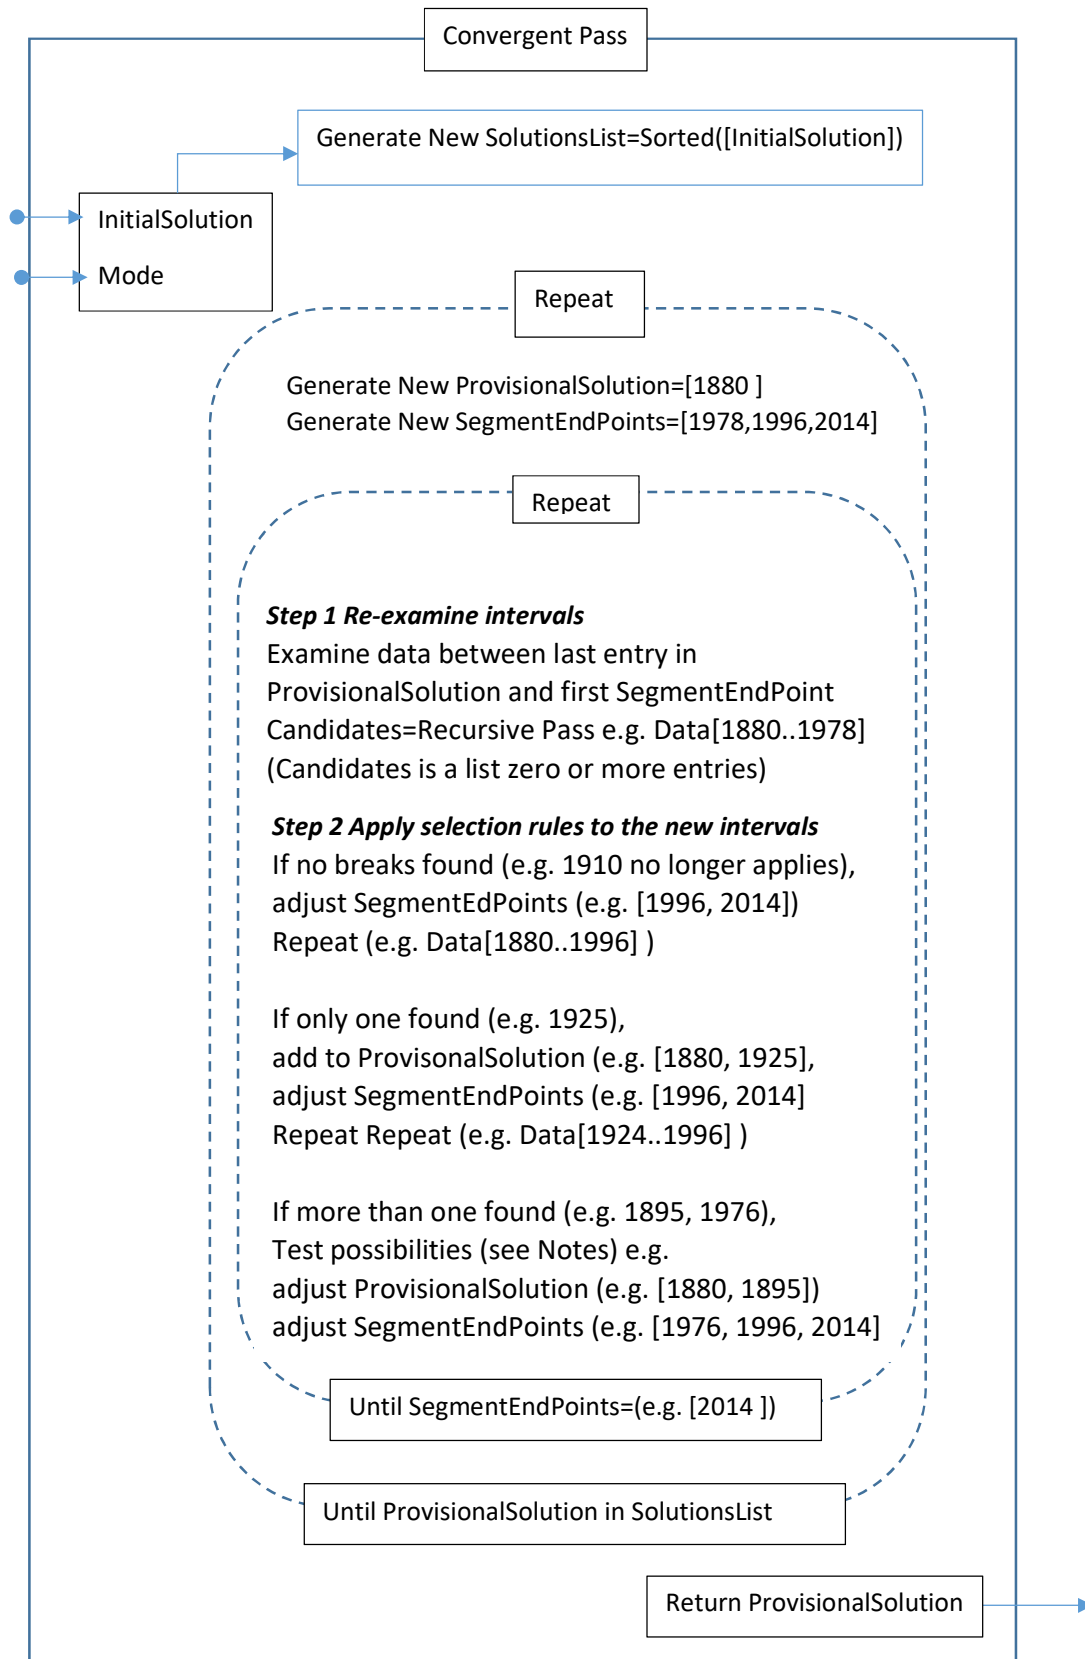 Convergent Pass
Generate New SolutionsList=Sorted([InitialSolution])
InitialSolution
Mode
Repeat
Generate New ProvisionalSolution=[1880 ]
Generate New SegmentEndPoints=[1978,1996,2014]
Repeat
Step 1 Re-examine intervals
Examine data between last entry in
ProvisionalSolution and first SegmentEndPoint
Candidates=Recursive Pass e.g. Data[1880..1978]
(Candidates is a list zero or more entries)
Step 2 Apply selection rules to the new intervals
If no breaks found (e.g. 1910 no longer applies),
adjust SegmentEdPoints (e.g. [1996, 2014])
Repeat (e.g. Data[1880..1996] )
If only one found (e.g. 1925),
add to ProvisonalSolution (e.g. [1880, 1925],
adjust SegmentEndPoints (e.g. [1996, 2014]
Repeat Repeat (e.g. Data[1924..1996] )
If more than one found (e.g. 1895, 1976),
Test possibilities (see Notes) e.g.
adjust ProvisionalSolution (e.g. [1880, 1895])
adjust SegmentEndPoints (e.g. [1976, 1996, 2014]
Until SegmentEndPoints=(e.g. [2014 ])
Until ProvisionalSolution in SolutionsList
Return ProvisionalSolution